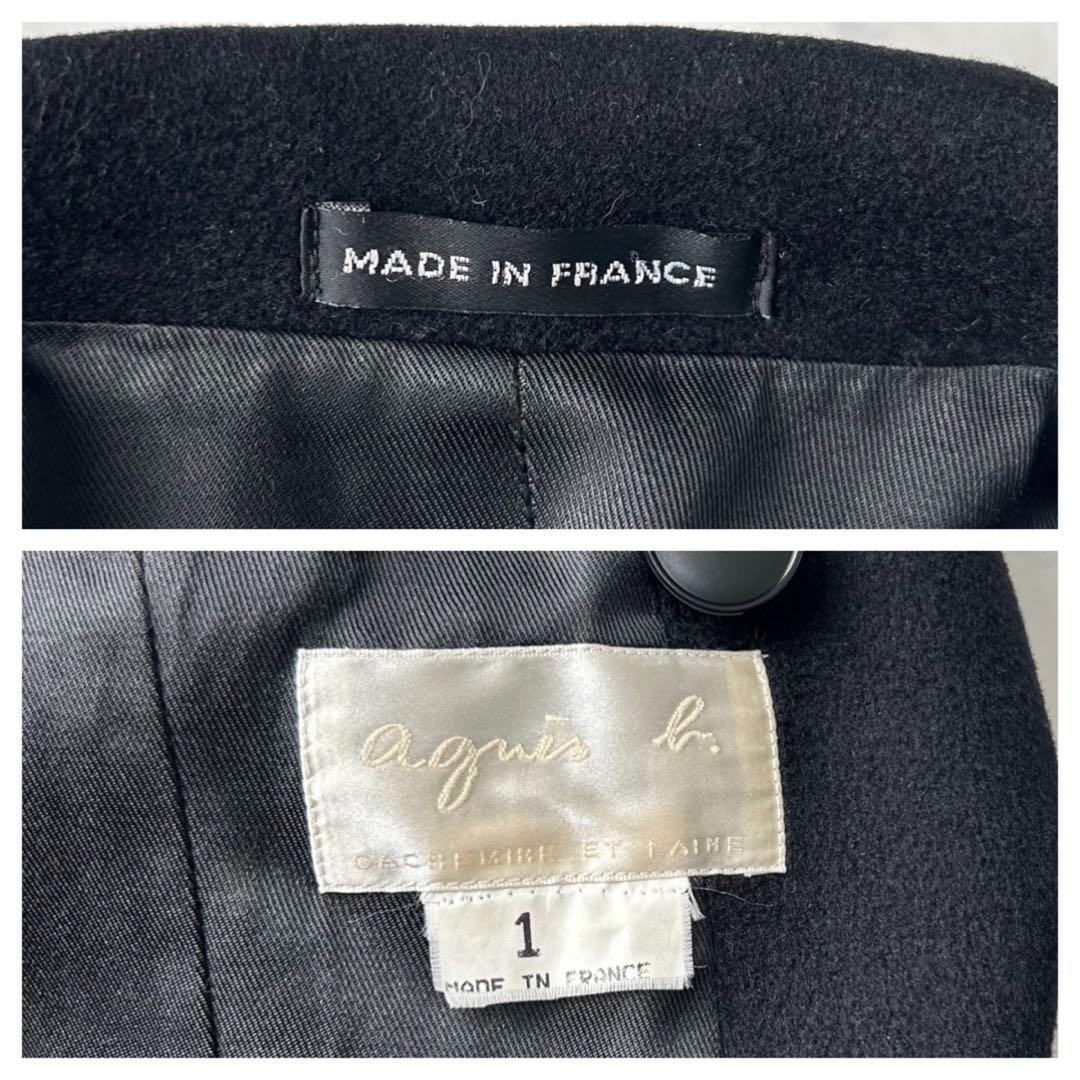 MADE IN FRANCE
agnès b.
CACHEMIRE ET LAINE
1
MADE IN FRANCE